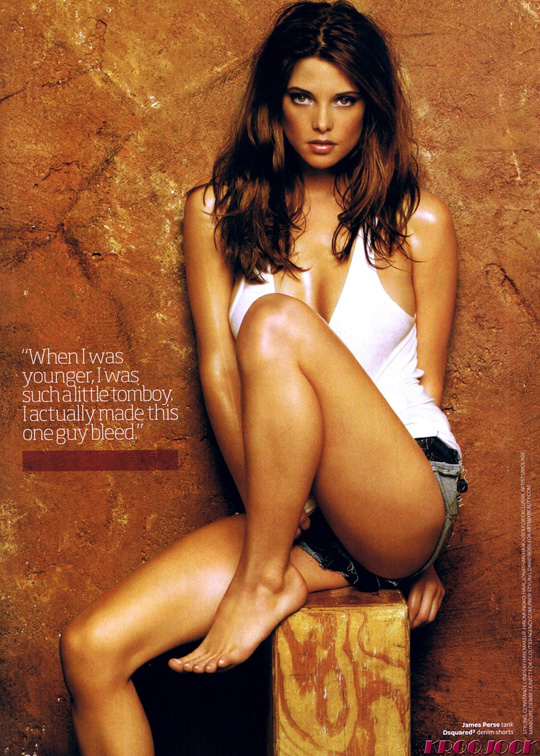 “When I was
younger, I was
such a little tomboy.
I actually made this
one guy bleed.”
James Perse tank
Dsquared² denim shorts
KROQJOCK